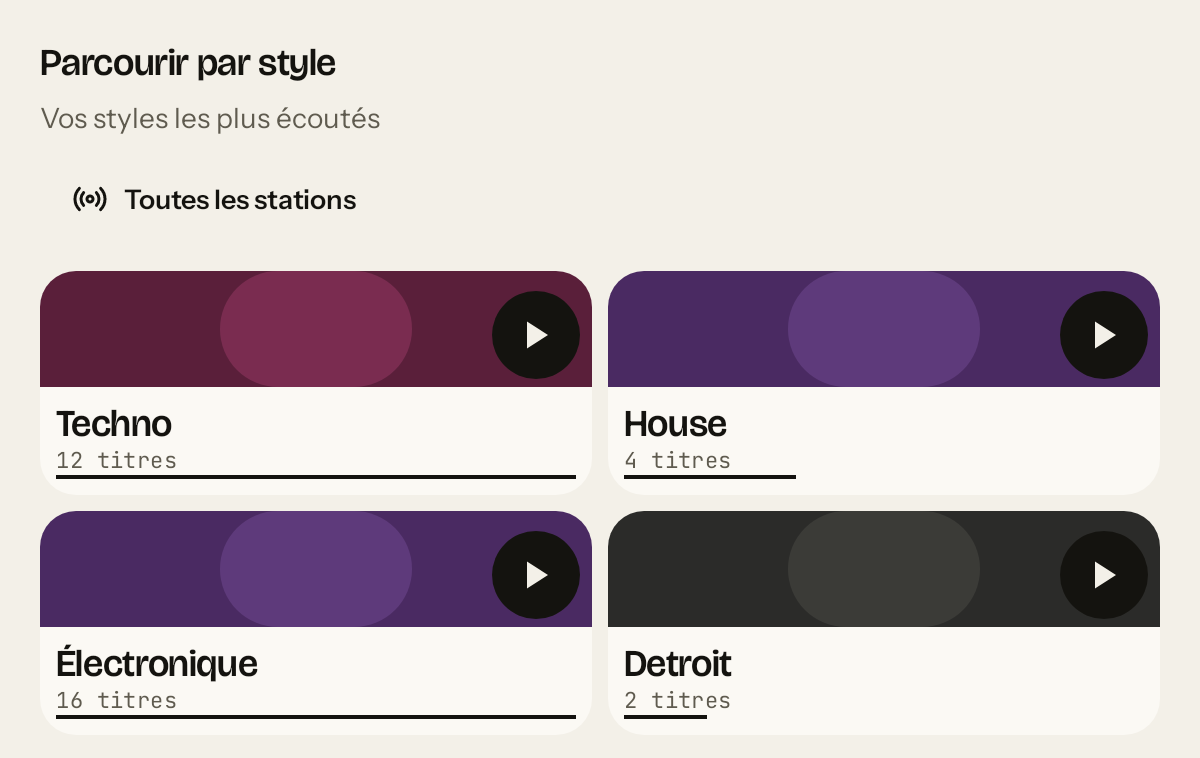 Parcourir par style
Vos styles les plus écoutés
Toutes les stations
Techno
12 titres
House
4 titres
Électronique
16 titres
Detroit
2 titres